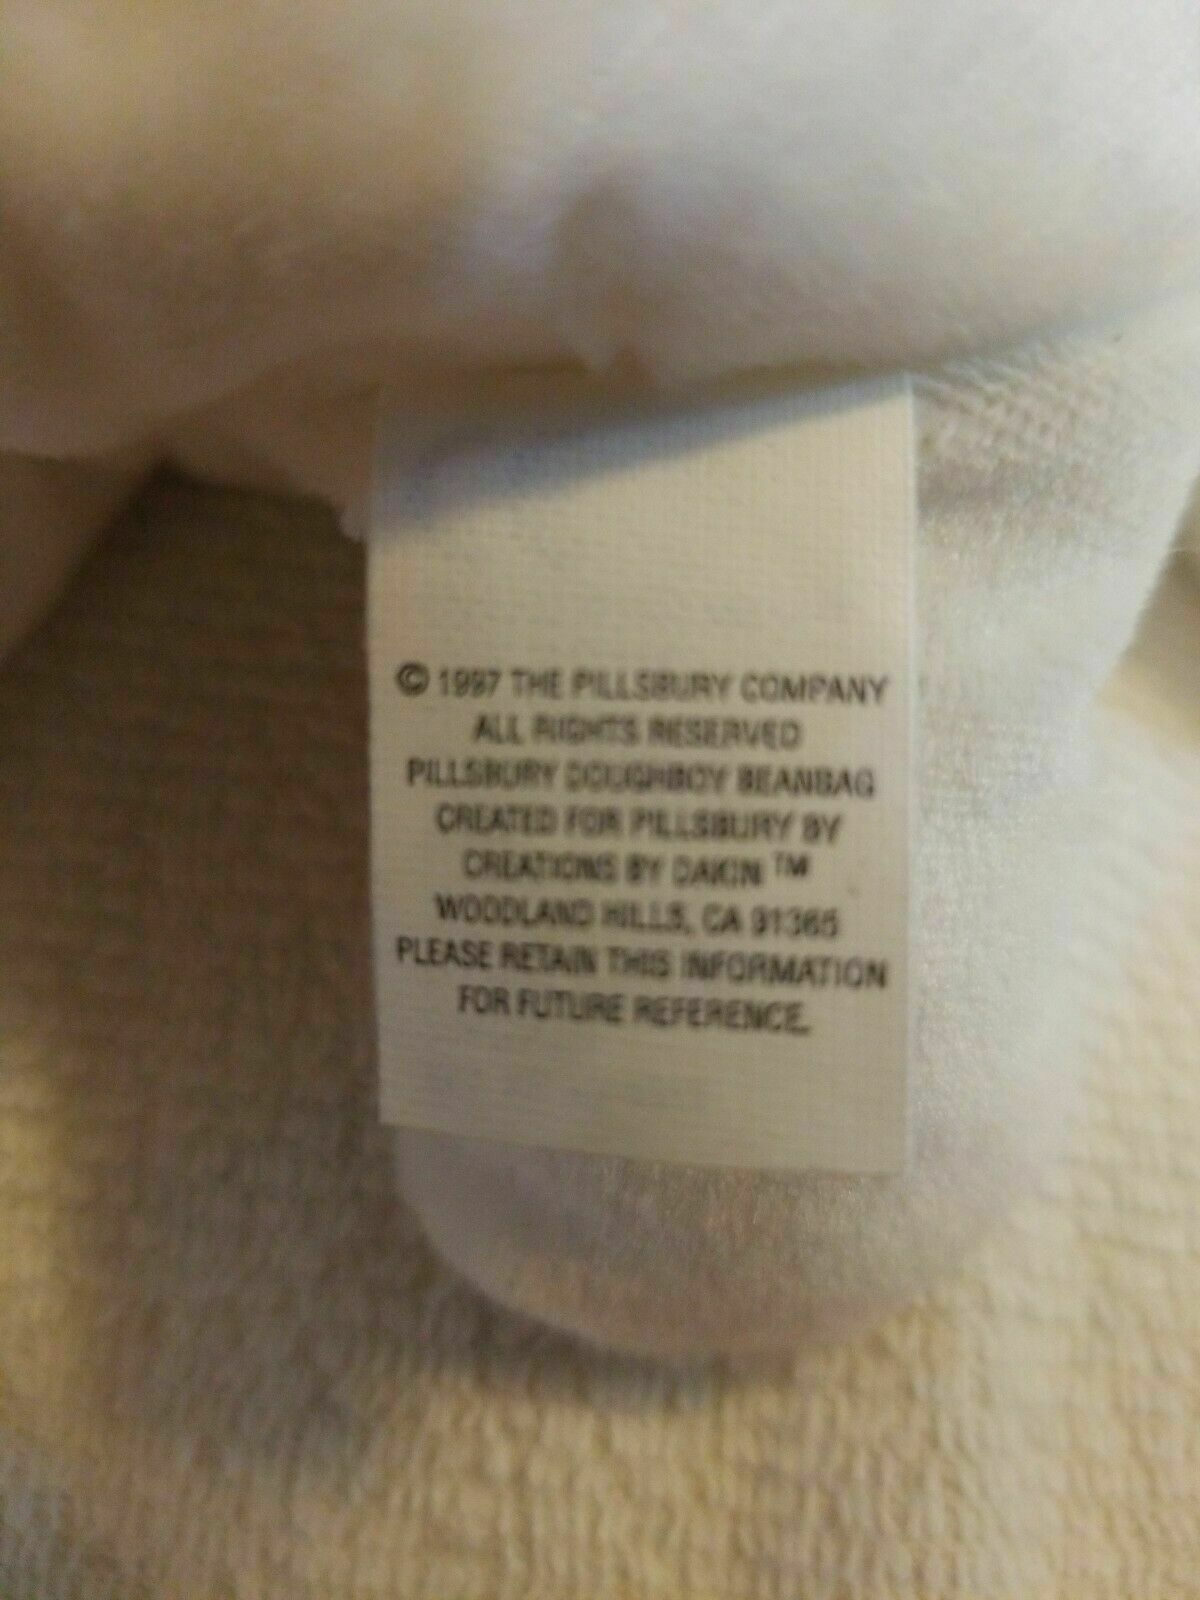 © 1997 THE PILLSBURY COMPANY
ALL RIGHTS RESERVED
PILLSBURY DOUGHBOY BEANBAG
CREATED FOR PILLSBURY BY
CREATIONS BY DAKIN ™
WOODLAND HILLS, CA 91365
PLEASE RETAIN THIS INFORMATION
FOR FUTURE REFERENCE.